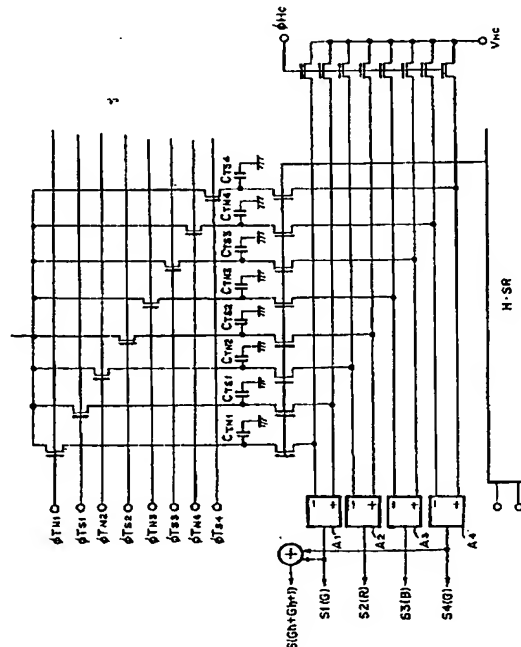 φHC
VHC
CTS4
CTN4
CTS3
CTN3
CTS2
CTN2
CTS1
CTN1
H·SR
φTN1
φTS1
φTN2
φTS2
φTN3
φTS3
φTN4
φTS4
- + - + - + - +
A1
A2
A3
A4
+
S(Gh+Gh+1)
S1(G)
S2(R)
S3(B)
S4(G)